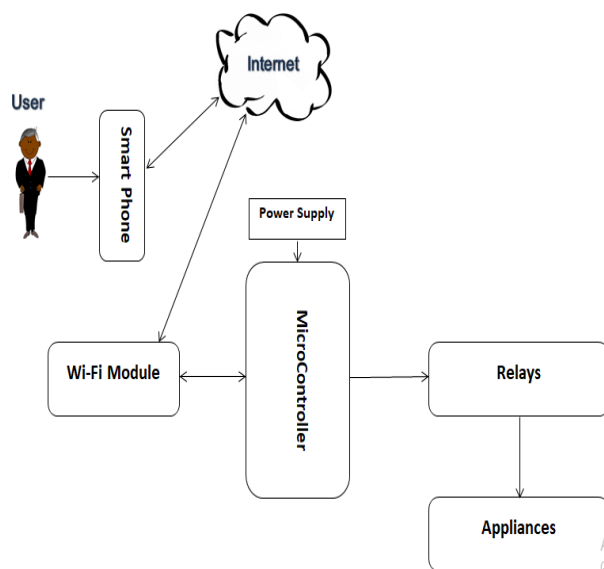 Internet
User
Smart Phone
Power Supply
MicroController
Wi-Fi Module
Relays
Appliances